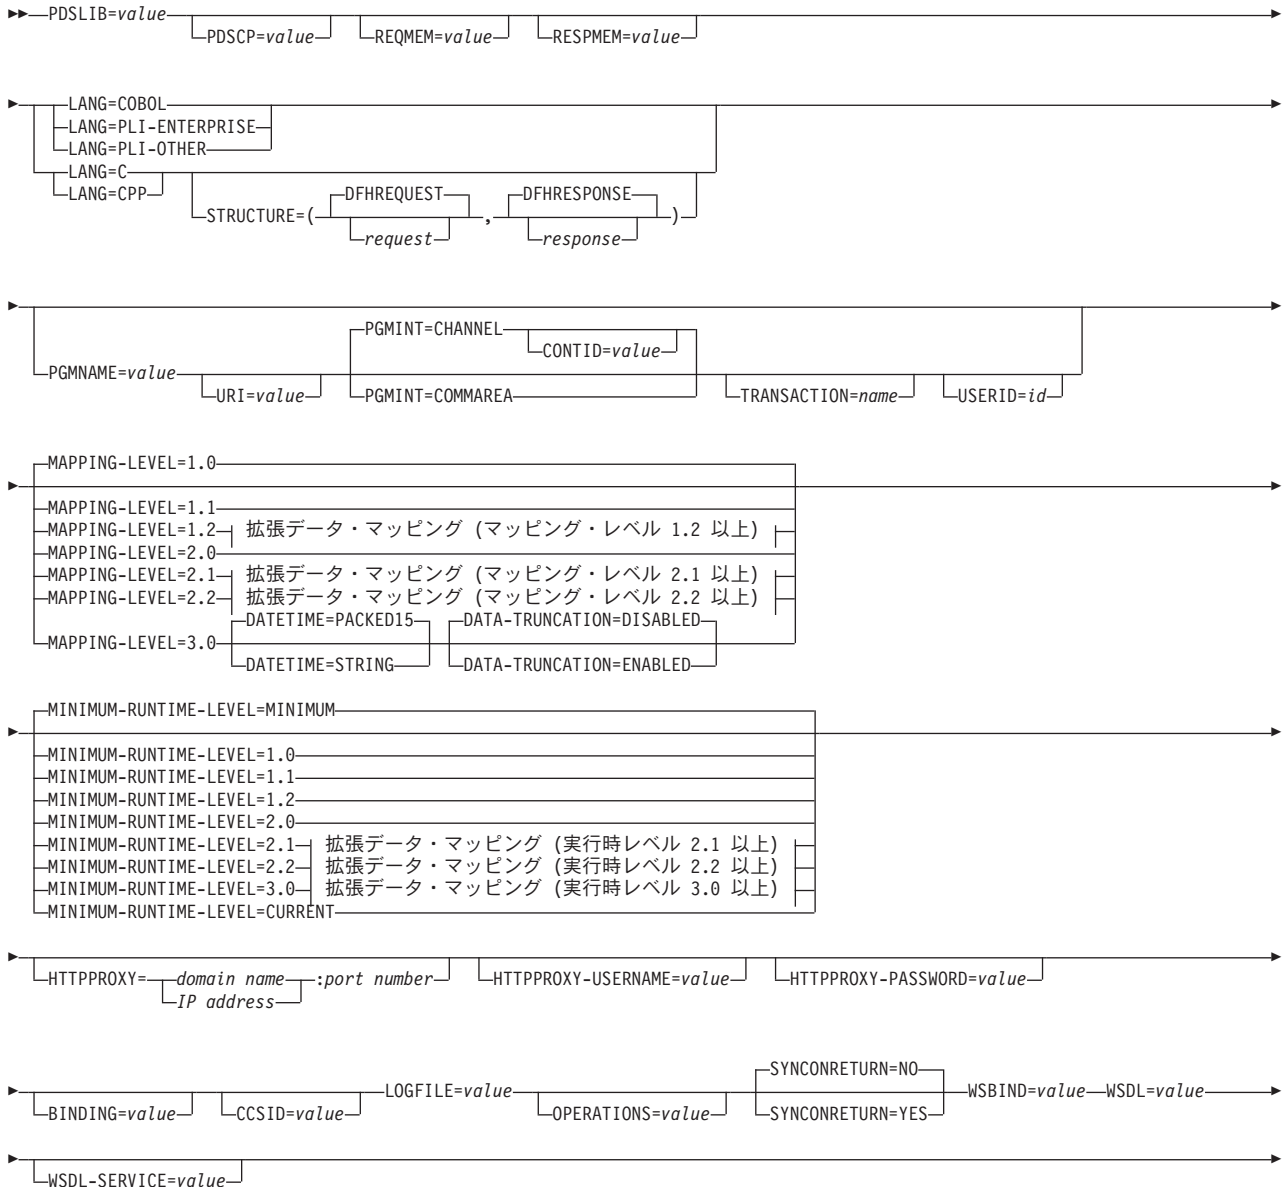 PDSLIB=value
PDSCP=value REQMEM=value RESPMEM=value
LANG=COBOL
LANG=PLI-ENTERPRISE
LANG=PLI-OTHER
LANG=C
LANG=CPP
DFHREQUEST DFHRESPONSE
STRUCTURE=( , )
request response
PGMINT=CHANNEL
CONTID=value
PGMNAME=value
URI=value PGMINT=COMMAREA TRANSACTION=name USERID=id
MAPPING-LEVEL=1.0
MAPPING-LEVEL=1.1
MAPPING-LEVEL=1.2 拡張データ・マッピング (マッピング・レベル 1.2 以上)
MAPPING-LEVEL=2.0
MAPPING-LEVEL=2.1 拡張データ・マッピング (マッピング・レベル 2.1 以上)
MAPPING-LEVEL=2.2 拡張データ・マッピング (マッピング・レベル 2.2 以上)
DATETIME=PACKED15 DATA-TRUNCATION=DISABLED
MAPPING-LEVEL=3.0
DATETIME=STRING DATA-TRUNCATION=ENABLED
MINIMUM-RUNTIME-LEVEL=MINIMUM
MINIMUM-RUNTIME-LEVEL=1.0
MINIMUM-RUNTIME-LEVEL=1.1
MINIMUM-RUNTIME-LEVEL=1.2
MINIMUM-RUNTIME-LEVEL=2.0
MINIMUM-RUNTIME-LEVEL=2.1 拡張データ・マッピング (実行時レベル 2.1 以上)
MINIMUM-RUNTIME-LEVEL=2.2 拡張データ・マッピング (実行時レベル 2.2 以上)
MINIMUM-RUNTIME-LEVEL=3.0 拡張データ・マッピング (実行時レベル 3.0 以上)
MINIMUM-RUNTIME-LEVEL=CURRENT
HTTPPROXY= domain name :port number HTTPPROXY-USERNAME=value HTTPPROXY-PASSWORD=value
IP address
SYNCONRETURN=NO
LOGFILE=value WSBIND=value WSDL=value
BINDING=value CCSID=value OPERATIONS=value SYNCONRETURN=YES
WSDL-SERVICE=value